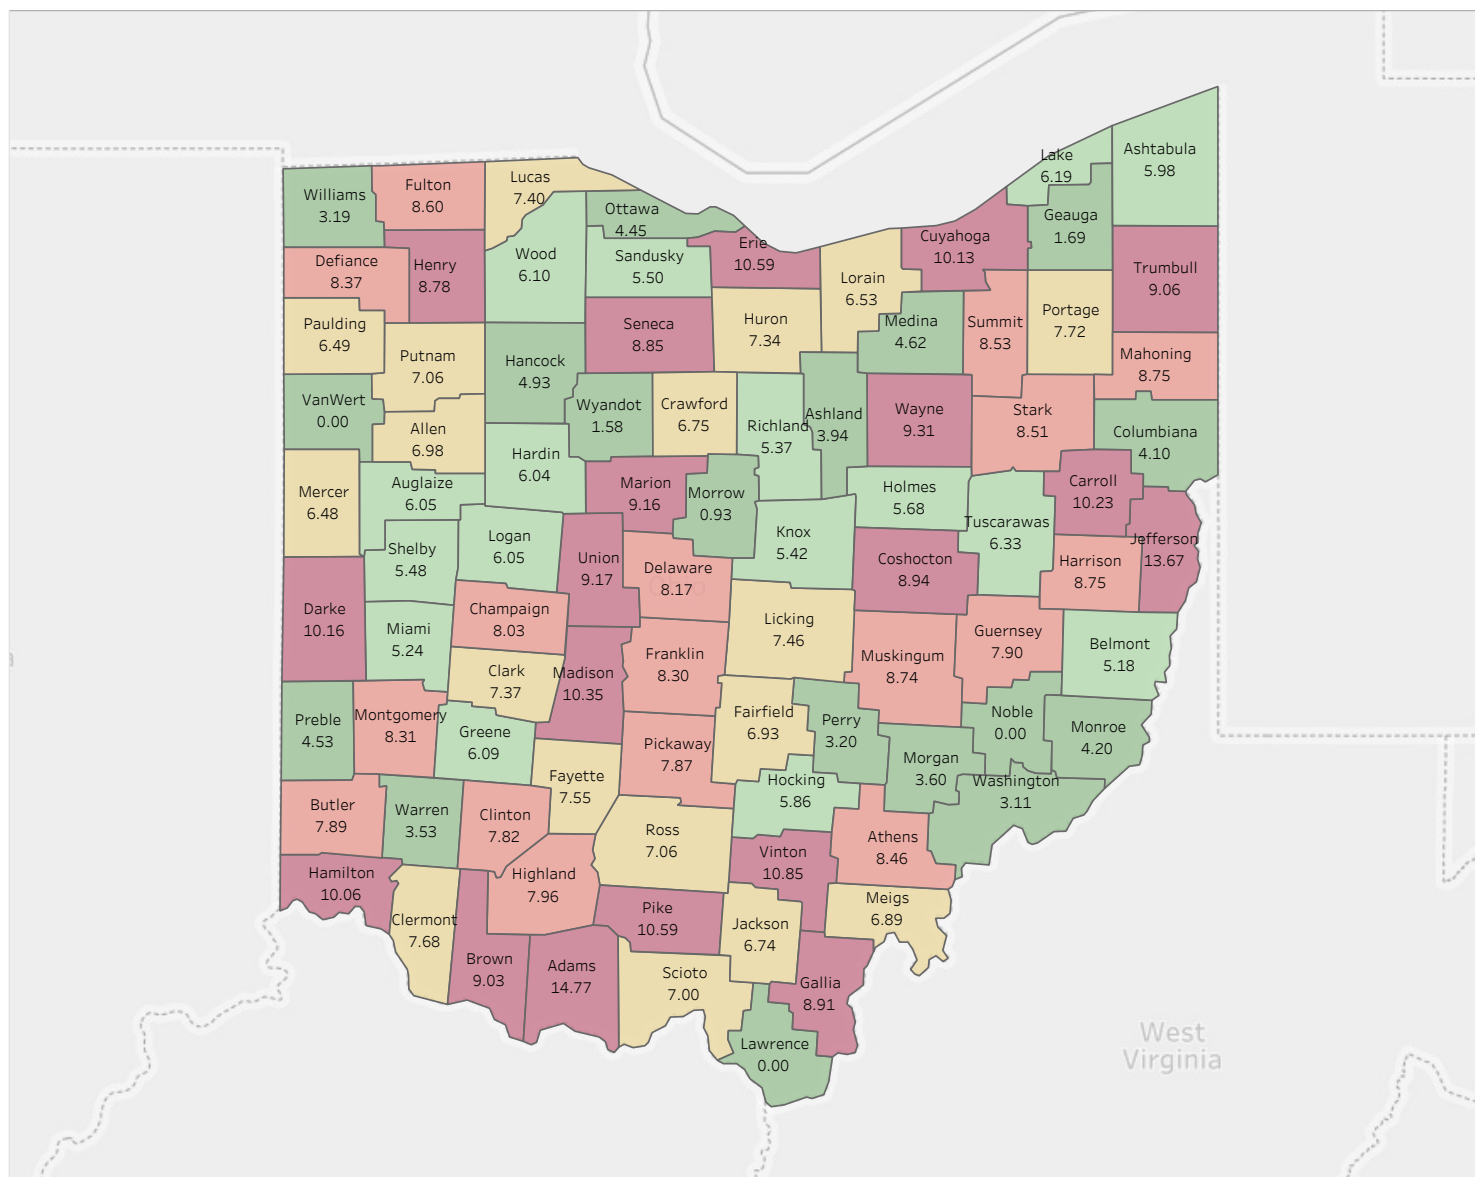 Lake
6.19
Ashtabula
5.98
Williams
3.19
Fulton
8.60
Lucas
7.40
Ottawa
4.45
Geauga
1.69
Cuyahoga
10.13
Erie
10.59
Wood
6.10
Sandusky
5.50
Defiance
8.37
Henry
8.78
Lorain
6.53
Trumbull
9.06
Paulding
6.49
Seneca
8.85
Huron
7.34
Medina
4.62
Summit
8.53
Portage
7.72
Putnam
7.06
Hancock
4.93
Mahoning
8.75
VanWert
0.00
Wyandot
1.58
Crawford
6.75
Ashland
3.94
Wayne
9.31
Stark
8.51
Allen
6.98
Richland
5.37
Columbiana
4.10
Hardin
6.04
Mercer
6.48
Auglaize
6.05
Marion
9.16
Morrow
0.93
Holmes
5.68
Carroll
10.23
Tuscarawas
6.33
Logan
6.05
Knox
5.42
Jefferson
13.67
Shelby
5.48
Union
9.17
Delaware
8.17
Ohio
Coshocton
8.94
Harrison
8.75
Darke
10.16
Champaign
8.03
Miami
5.24
Licking
7.46
Guernsey
7.90
Belmont
5.18
Clark
7.37
Madison
10.35
Franklin
8.30
Muskingum
8.74
Preble
4.53
Montgomery
8.31
Greene
6.09
Fairfield
6.93
Perry
3.20
Noble
0.00
Monroe
4.20
Pickaway
7.87
Morgan
3.60
Washington
3.11
Fayette
7.55
Hocking
5.86
Butler
7.89
Warren
3.53
Clinton
7.82
Ross
7.06
Athens
8.46
Vinton
10.85
Hamilton
10.06
Highland
7.96
Meigs
6.89
Clermont
7.68
Pike
10.59
Jackson
6.74
Brown
9.03
Adams
14.77
Scioto
7.00
Gallia
8.91
Lawrence
0.00
West
Virginia